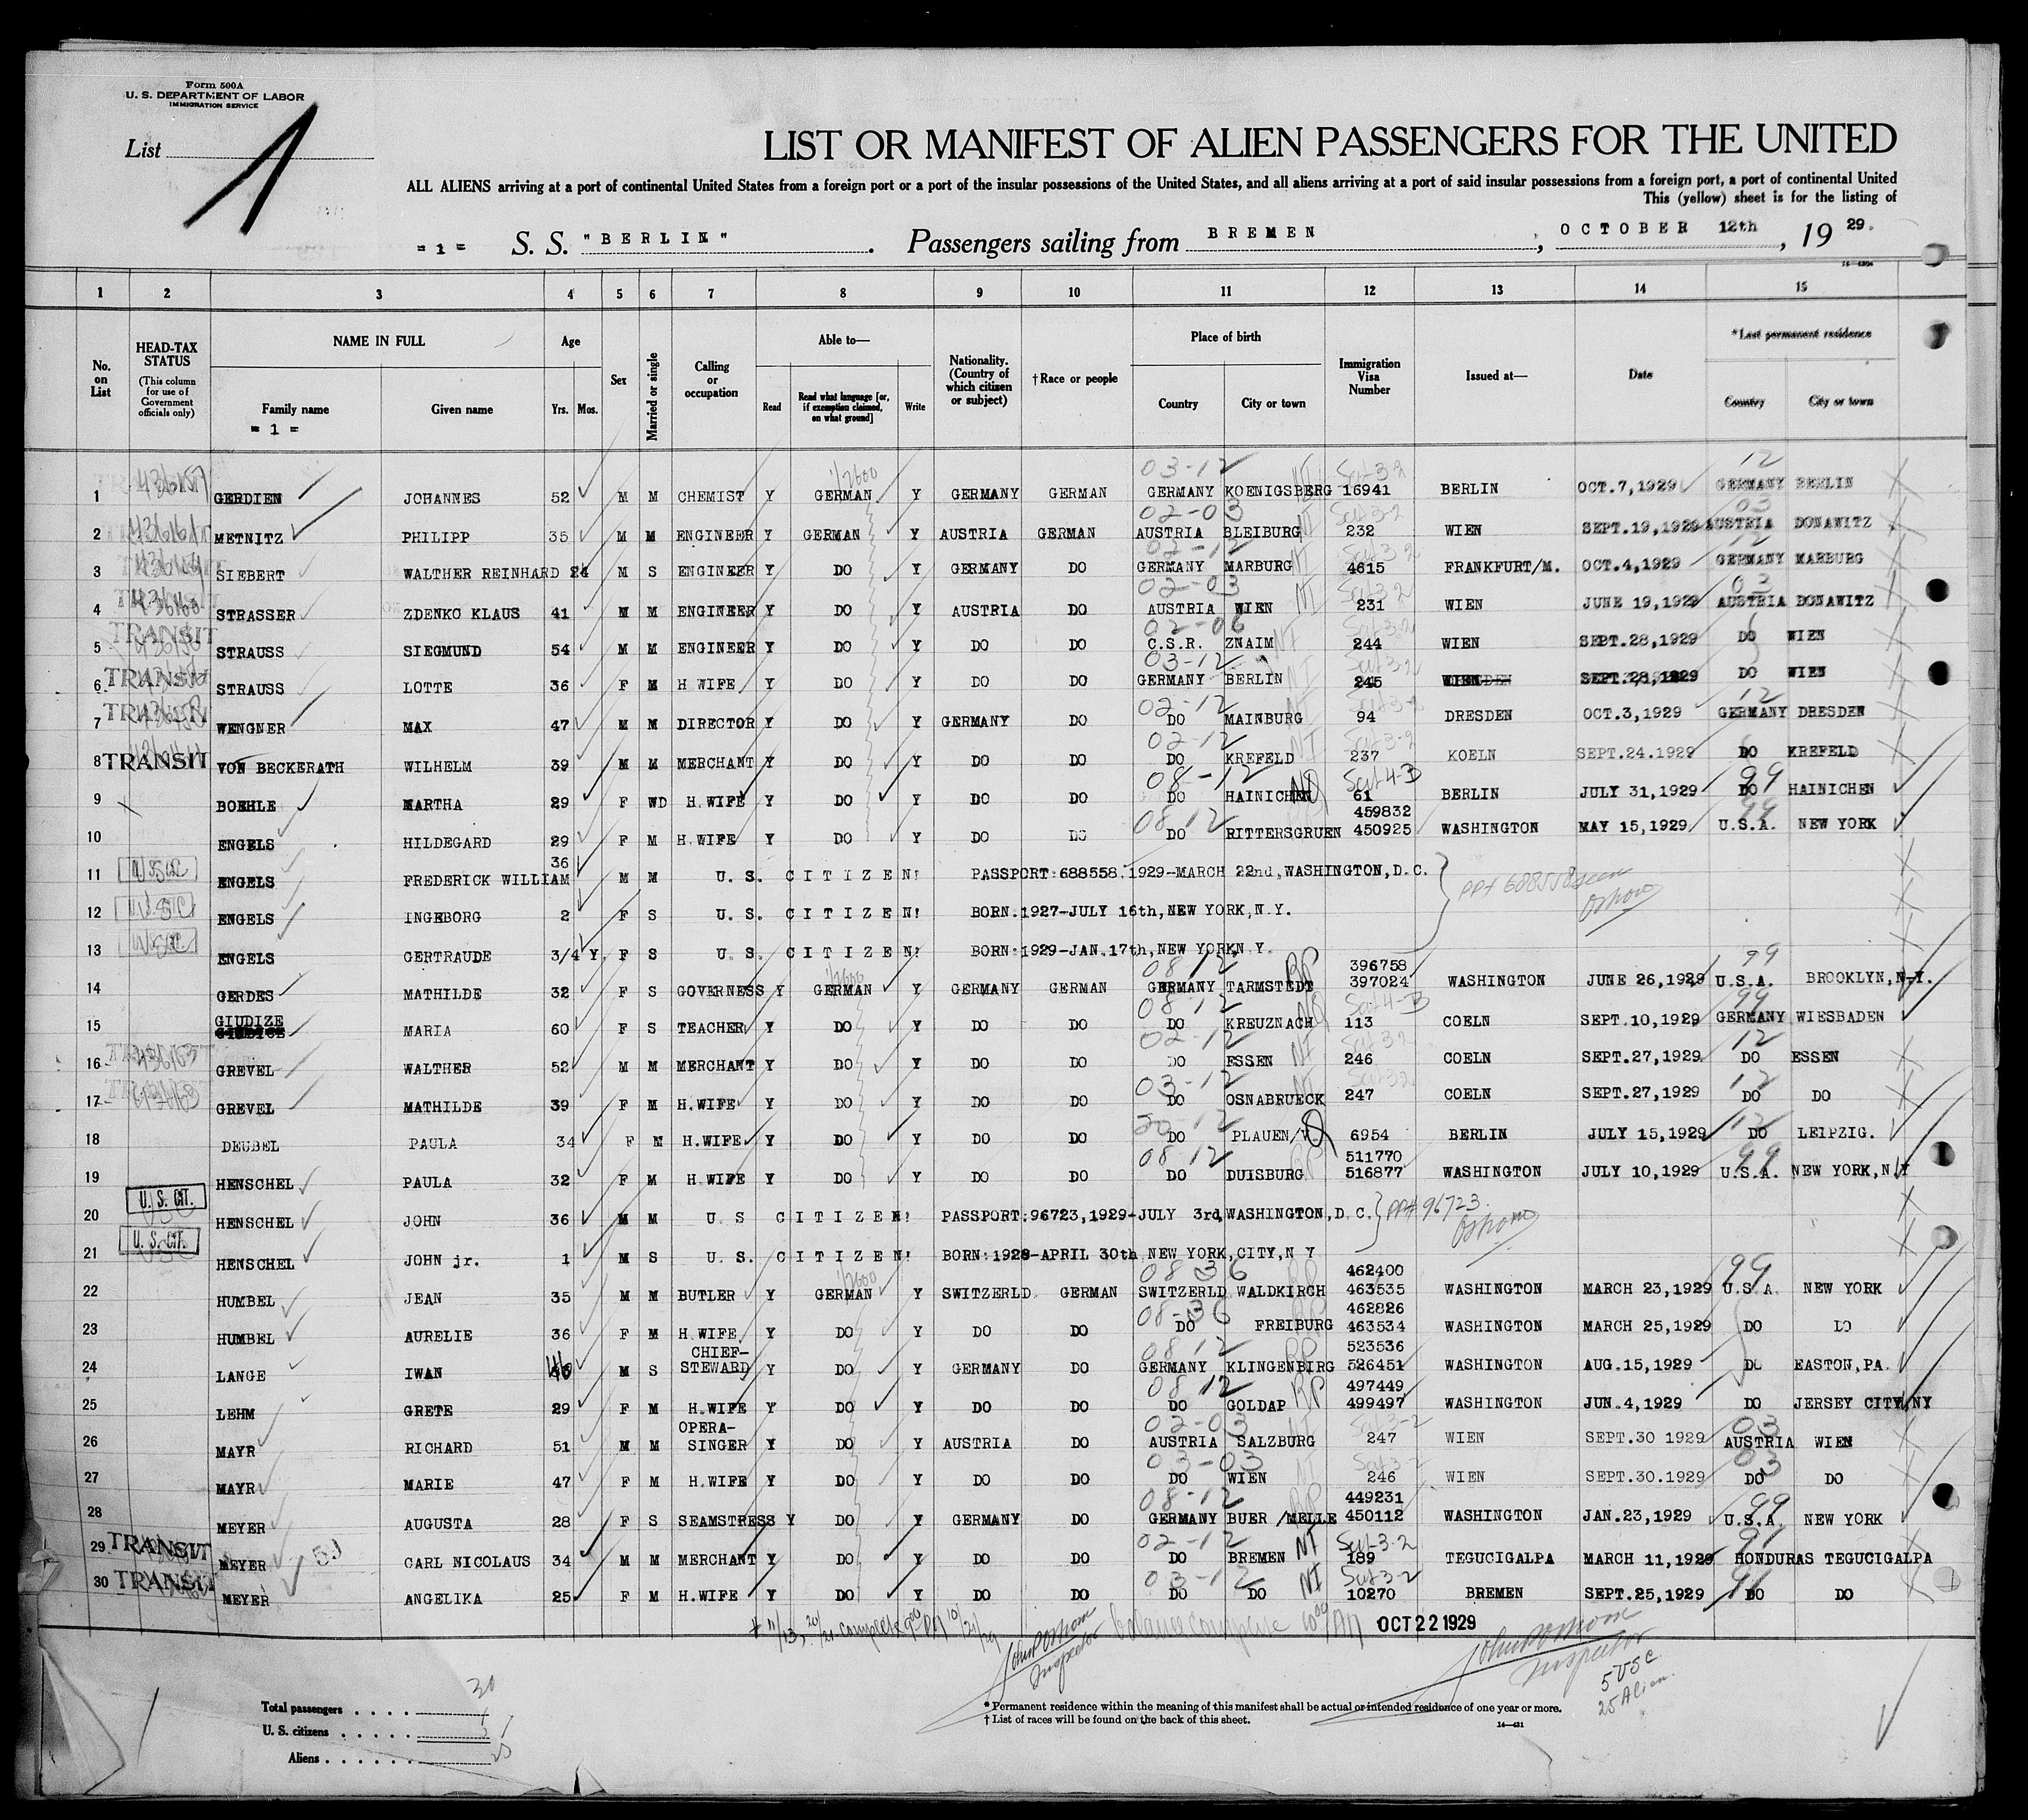 Form 500A
U. S. DEPARTMENT OF LABOR
IMMIGRATION SERVICE
List 1
LIST OR MANIFEST OF ALIEN PASSENGERS FOR THE UNITED
ALL ALIENS arriving at a port of continental United States from a foreign port or a port of the insular possessions of the United States, and all aliens arriving at a port of said insular possessions from a foreign port, a port of continental United
This (yellow) sheet is for the listing of
= 1 = S. S. "BERLIN". Passengers sailing from BREMEN, OCTOBER 12th, 19 29.
1 2 3 4 5 6 7 8 9 10 11 12 13 14 15
No. on List
HEAD-TAX STATUS (This column for use of Government officials only)
NAME IN FULL Family name Given name
= 1 =
Age Yrs. Mos.
Sex
Married or single
Calling or occupation
Able to— Read Read what language [or, if exemption claimed, on what ground] Write
Nationality. (Country of which citizen or subject)
†Race or people
Place of birth Country City or town
Immigration Visa Number
Issued at—
Date
*Last permanent residence Country City or town
1 GERDIEN JOHANNES 52 M M CHEMIST Y GERMAN Y GERMANY GERMAN GERMANY KOENIGSBERG 16941 BERLIN OCT.7,1929 GERMANY BERLIN
2 METNITZ PHILIPP 35 M M ENGINEER Y GERMAN Y AUSTRIA GERMAN AUSTRIA BLEIBURG 232 WIEN SEPT.19,1929 AUSTRIA DONAWITZ
3 SIEBERT WALTHER REINHARD 24 M S ENGINEER Y DO Y GERMANY DO GERMANY MARBURG 4615 FRANKFURT/M. OCT.4,1929 GERMANY MARBURG
4 STRASSER ZDENKO KLAUS 41 M M ENGINEER Y DO Y AUSTRIA DO AUSTRIA WIEN 231 WIEN JUNE 19,1929 AUSTRIA DONAWITZ
5 TRANSIT STRAUSS SIEGMUND 54 M M ENGINEER Y DO Y DO DO C.S.R. ZNAIM 244 WIEN SEPT.28,1929 DO WIEN
6 TRANSIT STRAUSS LOTTE 36 F M H WIFE Y DO Y DO DO GERMANY BERLIN 245 WIEN SEPT.28,1929 DO WIEN
7 TRANSIT WENGNER MAX 47 M M DIRECTOR Y DO Y GERMANY DO DO MAINBURG 94 DRESDEN OCT.3,1929 GERMANY DRESDEN
8 TRANSIT VON BECKERATH WILHELM 39 M M MERCHANT Y DO Y DO DO DO KREFELD 237 KOELN SEPT.24.1929 DO KREFELD
9 BOEHLE MARTHA 29 F WD H.WIFE Y DO Y DO DO DO HAINICHEN 61 BERLIN JULY 31,1929 DO HAINICHEN
10 ENGELS HILDEGARD 29 F M H.WIFE Y DO Y DO DO DO RITTERSGRUEN 459832 450925 WASHINGTON MAY 15,1929 U.S.A. NEW YORK
11 ENGELS FREDERICK WILLIAM 36 M M U. S. CITIZEN! PASSPORT:688558.1929-MARCH 22nd,WASHINGTON,D.C.
12 ENGELS INGEBORG 2 F S U. S. CITIZEN! BORN:1927-JULY 16th,NEW YORK,N.Y.
13 ENGELS GERTRAUDE 3/4 Y. F S U. S. CITIZEN! BORN:1929-JAN.17th,NEW YORK,N.Y.
14 GERDES MATHILDE 32 F S GOVERNESS Y GERMAN Y GERMANY GERMAN GERMANY TARMSTEDT 396758 397024 WASHINGTON JUNE 26,1929 U.S.A. BROOKLYN,N.Y.
15 GIUDIZE MARIA 60 F S TEACHER Y DO Y DO DO DO KREUZNACH 113 COELN SEPT.10,1929 GERMANY WIESBADEN
16 GREVEL WALTHER 52 M M MERCHANT Y DO Y DO DO DO ESSEN 246 COELN SEPT.27,1929 DO ESSEN
17 GREVEL MATHILDE 39 F M H.WIFE Y DO Y DO DO DO OSNABRUECK 247 COELN SEPT.27,1929 DO DO
18 DEUBEL PAULA 34 F M H.WIFE Y DO Y DO DO DO PLAUEN/V. 6954 BERLIN JULY 15,1929 DO LEIPZIG.
19 HENSCHEL PAULA 32 F M H.WIFE Y DO Y DO DO DO DUISBURG 511770 516877 WASHINGTON JULY 10,1929 U.S.A. NEW YORK,N.Y
20 U. S. CIT. HENSCHEL JOHN 36 M M U. S CITIZEN! PASSPORT:96723,1929-JULY 3rd,WASHINGTON,D.C. PPt 96723
21 U. S. CIT. HENSCHEL JOHN jr. 1 M S U. S. CITIZEN! BORN:1928-APRIL 30th NEW YORK,CITY,N Y
22 HUMBEL JEAN 35 M M BUTLER Y GERMAN Y SWITZERLD. GERMAN SWITZERLD WALDKIRCH 462400 463535 WASHINGTON MARCH 23,1929 U.S.A. NEW YORK
23 HUMBEL AURELIE 36 F M H.WIFE Y DO Y DO DO DO FREIBURG 462826 463534 WASHINGTON MARCH 25,1929 DO DO
24 LANGE IWAN 46 M S CHIEF-STEWARD Y DO Y GERMANY DO GERMANY KLINGENBIRG 523536 526451 WASHINGTON AUG.15,1929 DO EASTON,PA.
25 LEHM GRETE 29 F M H.WIFE Y DO Y DO DO DO GOLDAP 497449 499497 WASHINGTON JUN.4,1929 DO JERSEY CITY,NY
26 MAYR RICHARD 51 M M OPERA-SINGER Y DO Y AUSTRIA DO AUSTRIA SALZBURG 247 WIEN SEPT.30 1929 AUSTRIA WIEN
27 MAYR MARIE 47 F M H.WIFE Y DO Y DO DO DO WIEN 246 WIEN SEPT.30.1929 DO DO
28 MEYER AUGUSTA 28 F S SEAMSTRESS Y DO Y GERMANY DO GERMANY BUER /MELLE 449231 450112 WASHINGTON JAN.23,1929 U.S.A. NEW YORK
29 TRANSIT MEYER CARL NICOLAUS 34 M M MERCHANT Y DO Y DO DO DO BREMEN 189 TEGUCIGALPA MARCH 11,1929 HONDURAS TEGUCIGALPA
30 TRANSIT MEYER ANGELIKA 25 F M H.WIFE Y DO Y DO DO DO DO 10270 BREMEN SEPT.25,1929 DO DO
OCT 22 1929
Inspector
Inspector
5 USC
25 Alien
Total passengers . . . . 30
U. S. citizens . . . . . 5
Aliens . . . . . . 25
* Permanent residence within the meaning of this manifest shall be actual or intended residence of one year or more.
† List of races will be found on the back of this sheet.
14—431